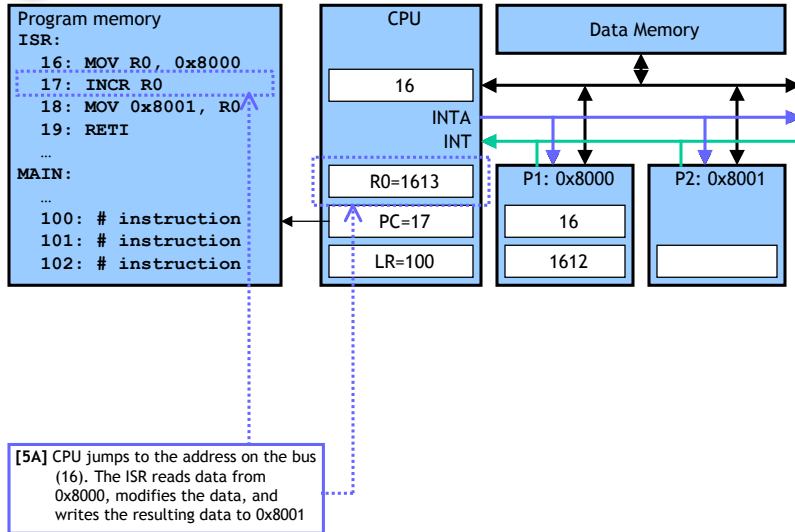 Program memory
ISR:
16: MOV R0, 0x8000
17: INCR R0
18: MOV 0x8001, R0
19: RETI
…
MAIN:
…
100: # instruction
101: # instruction
102: # instruction
CPU
16
INTA
INT
R0=1613
PC=17
LR=100
Data Memory
P1: 0x8000
16
1612
P2: 0x8001
[5A] CPU jumps to the address on the bus
(16). The ISR reads data from
0x8000, modifies the data, and
writes the resulting data to 0x8001